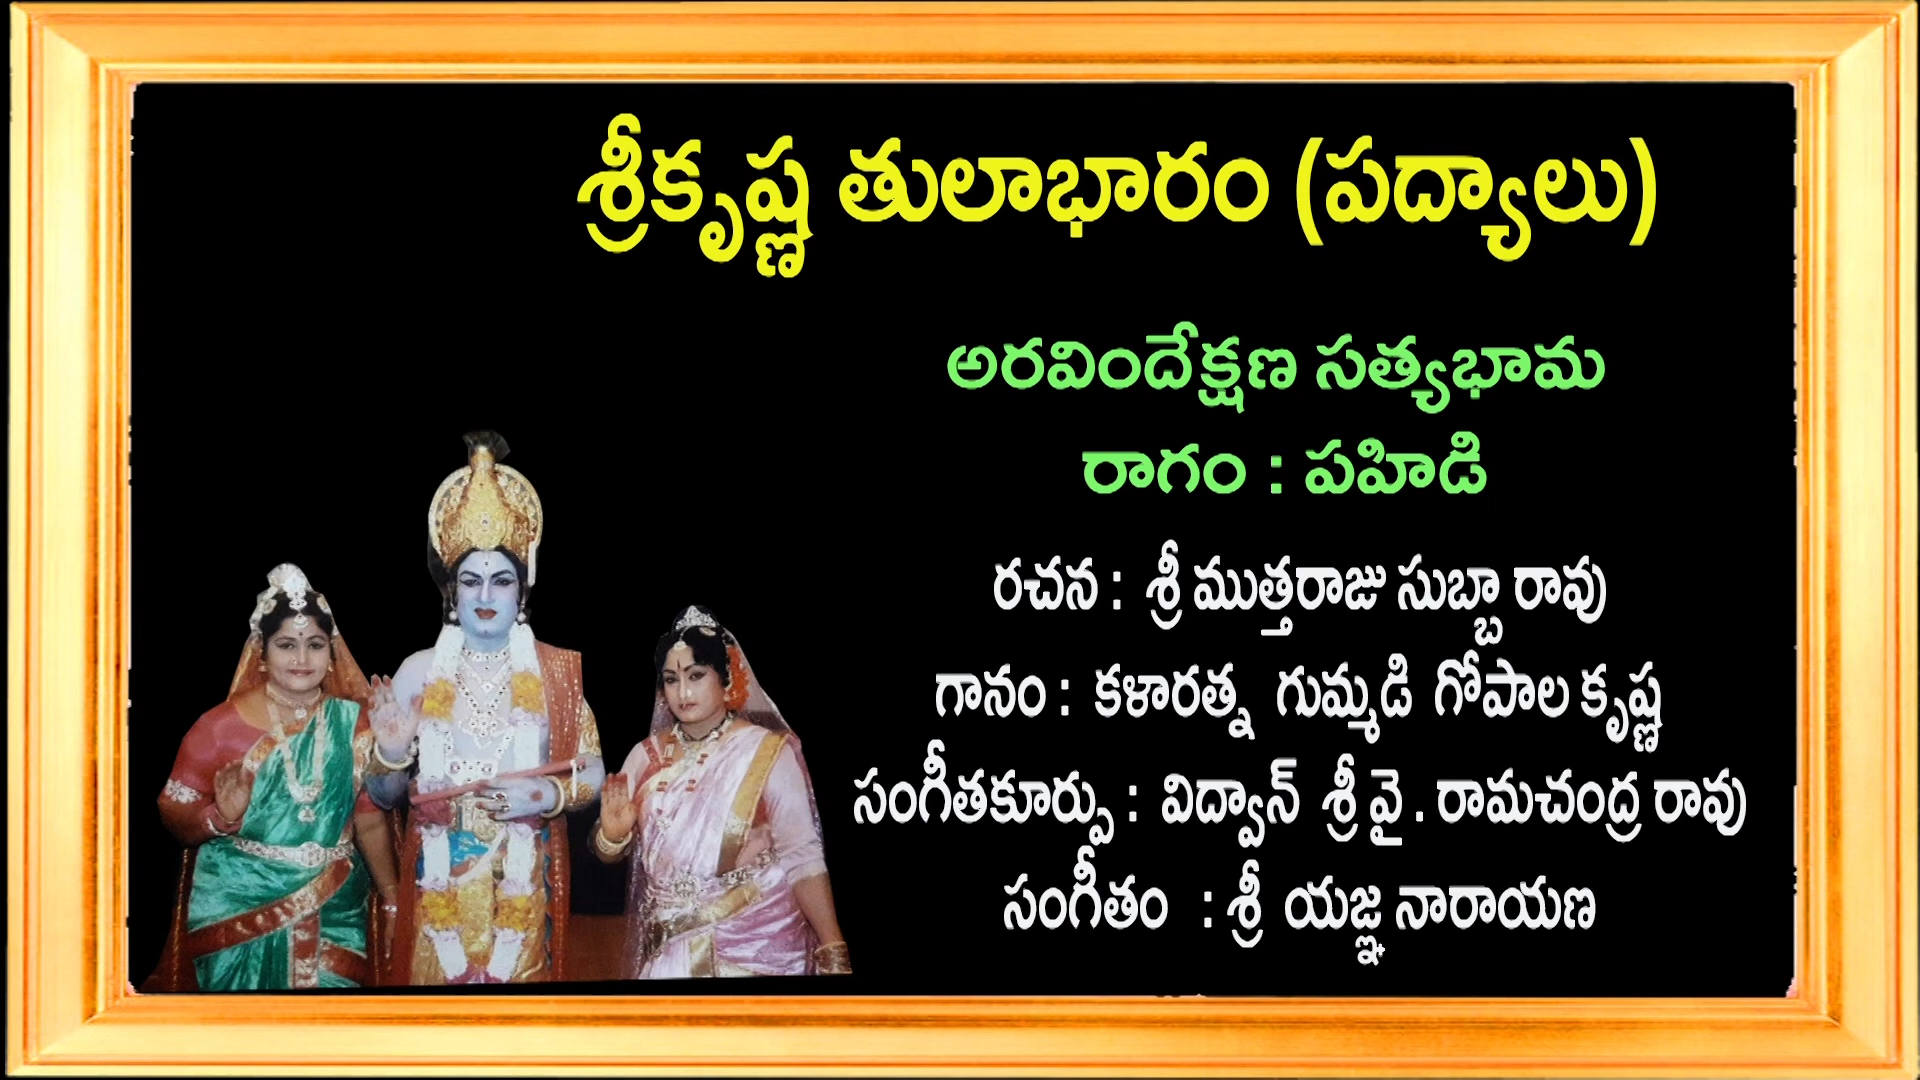 శ్రీకృష్ణ తులాభారం (పద్యాలు)
అరవిందేక్షణ సత్యభామ
రాగం : పహిడి
రచన : శ్రీ ముత్తరాజు సుబ్బా రావు
గానం : కళారత్న గుమ్మడి గోపాల కృష్ణ
సంగీతకూర్పు : విద్వాన్ శ్రీ వై . రామచంద్ర రావు
సంగీతం : శ్రీ యజ్ఞ నారాయణ